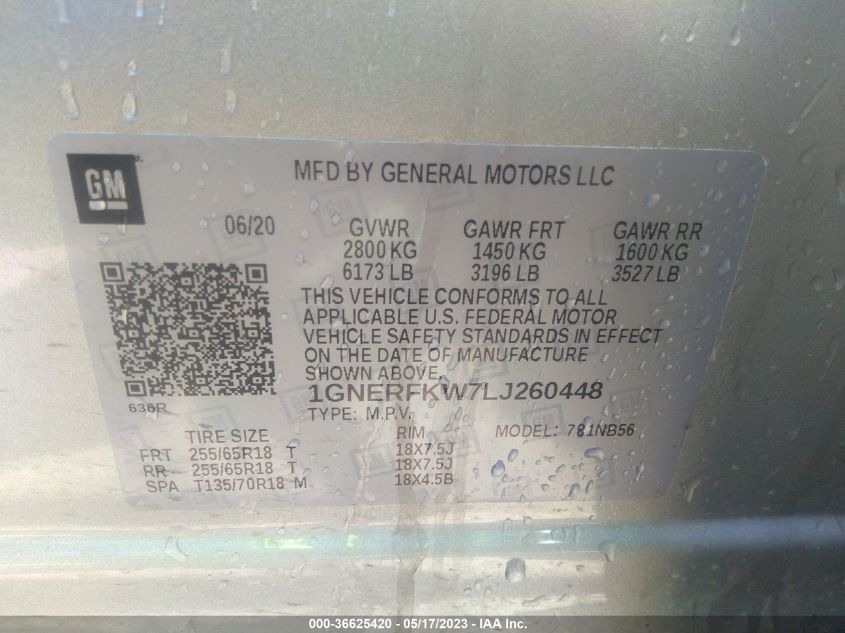 GM
MFD BY GENERAL MOTORS LLC
06/20
GVWR GAWR FRT GAWR RR
2800 KG 1450 KG 1600 KG
6173 LB 3196 LB 3527 LB
THIS VEHICLE CONFORMS TO ALL
APPLICABLE U.S. FEDERAL MOTOR
VEHICLE SAFETY STANDARDS IN EFFECT
ON THE DATE OF MANUFACTURE
SHOWN ABOVE.
1GNERFKW7LJ260448
636R
TYPE: M.P.V.
TIRE SIZE RIM MODEL: 781NB56
FRT 255/65R18 T 18X7.5J
RR 255/65R18 T 18X7.5J
SPA T135/70R18 M 18X4.5B
000-36625420 - 05/17/2023 - IAA Inc.